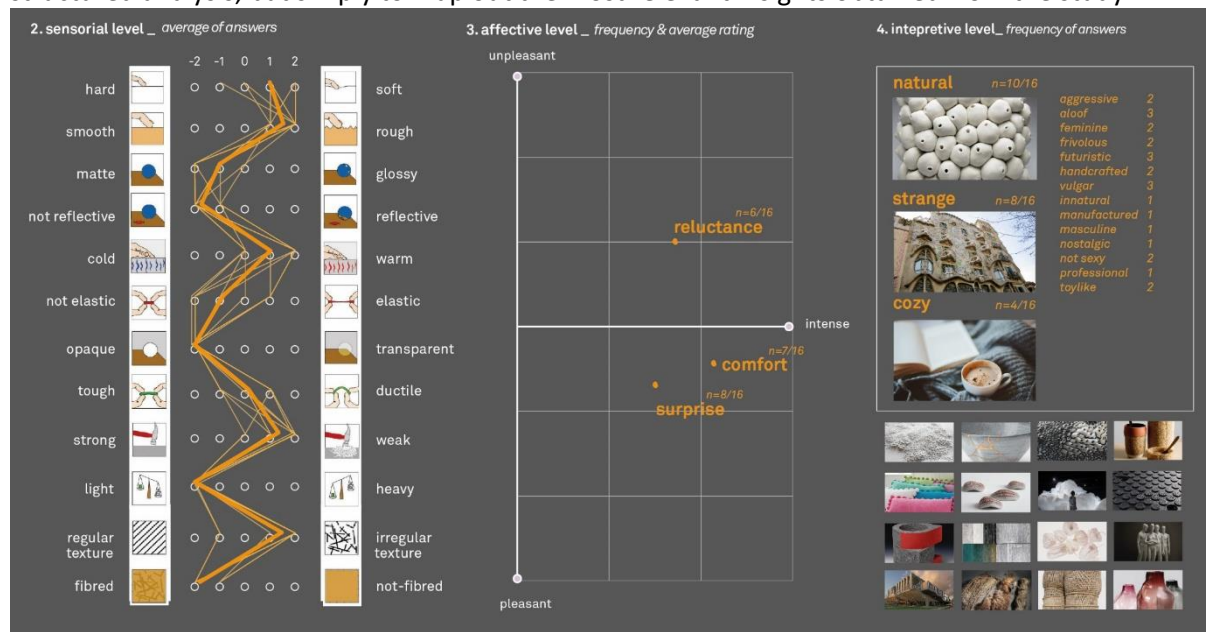 2. sensorial level _ average of answers
-2 -1 0 1 2
hard soft
smooth rough
matte glossy
not reflective reflective
cold warm
not elastic elastic
opaque transparent
tough ductile
strong weak
light heavy
regular texture irregular texture
fibred not-fibred
3. affective level _ frequency & average rating
unpleasant
n=6/16
reluctance
intense
n=7/16
comfort
n=8/16
surprise
pleasant
4. intepretive level _ frequency of answers
natural n=10/16
strange n=8/16
cozy n=4/16
aggressive 2
aloof 3
feminine 2
frivolous 2
futuristic 3
handcrafted 2
vulgar 3
innatural 1
manufactured 1
masculine 1
nostalgic 1
not sexy 2
professional 1
toylike 2